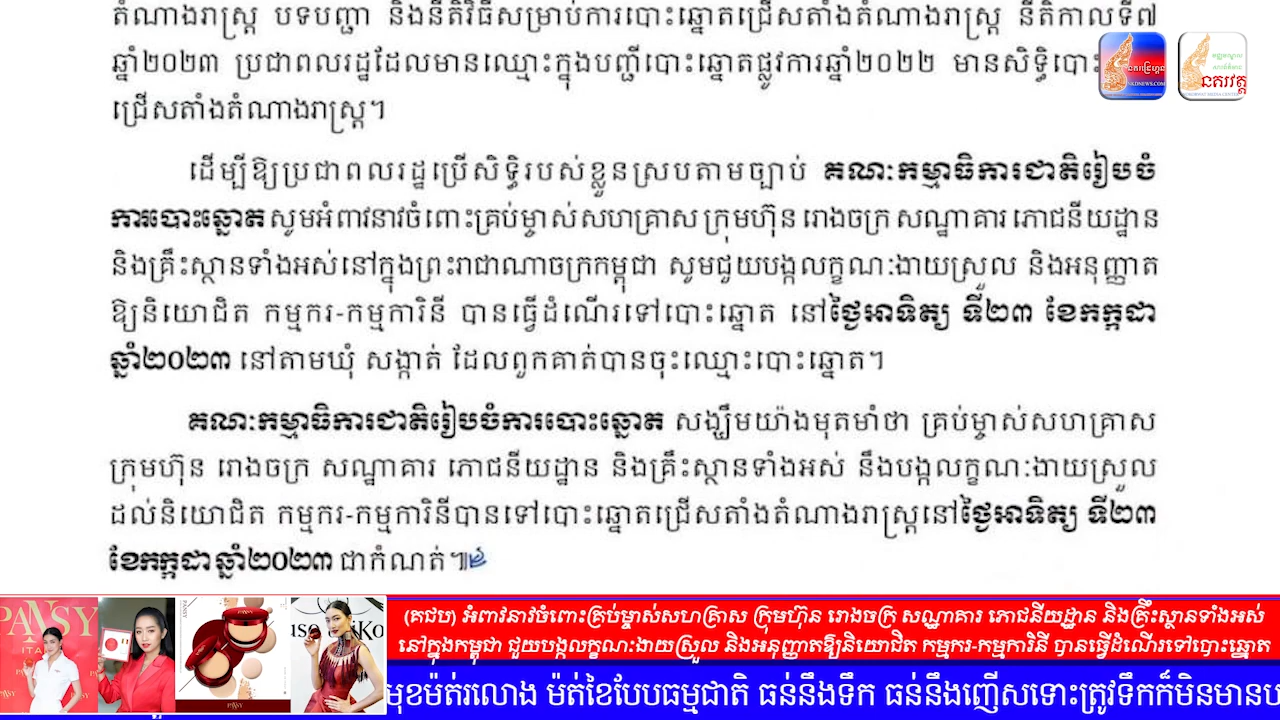 តំណាងរាស្ត្រ បទបញ្ជា និងនីតិវិធីសម្រាប់ការបោះឆ្នោតជ្រើសតាំងតំណាងរាស្ត្រ នីតិកាលទី៧
ឆ្នាំ២០២៣ ប្រជាពលរដ្ឋដែលមានឈ្មោះក្នុងបញ្ជីបោះឆ្នោតផ្លូវការឆ្នាំ២០២២ មានសិទ្ធិបោះ
ជ្រើសតាំងតំណាងរាស្ត្រ។
នគរវត្ត
NKDNEWS.COM
ដើម្បីឱ្យប្រជាពលរដ្ឋប្រើសិទ្ធិរបស់ខ្លួនស្របតាមច្បាប់ គណៈកម្មាធិការជាតិរៀបចំ
ការបោះឆ្នោត សូមអំពាវនាវចំពោះគ្រប់ម្ចាស់សហគ្រាស ក្រុមហ៊ុន រោងចក្រ សណ្ឋាគារ ភោជនីយដ្ឋាន
និងគ្រឹះស្ថានទាំងអស់នៅក្នុងព្រះរាជាណាចក្រកម្ពុជា សូមជួយបង្កលក្ខណៈងាយស្រួល និងអនុញ្ញាត
ឱ្យនិយោជិត កម្មករ-កម្មការិនី បានធ្វើដំណើរទៅបោះឆ្នោត នៅថ្ងៃអាទិត្យ ទី២៣ ខែកក្កដា
ឆ្នាំ២០២៣ នៅតាមឃុំ សង្កាត់ ដែលពួកគាត់បានចុះឈ្មោះបោះឆ្នោត។
គណៈកម្មាធិការជាតិរៀបចំការបោះឆ្នោត សង្ឃឹមយ៉ាងមុតមាំថា គ្រប់ម្ចាស់សហគ្រាស
ក្រុមហ៊ុន រោងចក្រ សណ្ឋាគារ ភោជនីយដ្ឋាន និងគ្រឹះស្ថានទាំងអស់ នឹងបង្កលក្ខណៈងាយស្រួល
ដល់និយោជិត កម្មករ-កម្មការិនីបានទៅបោះឆ្នោតជ្រើសតាំងតំណាងរាស្ត្រនៅថ្ងៃអាទិត្យ ទី២៣
ខែកក្កដា ឆ្នាំ២០២៣ ជាកំណត់៕
PANSY
(គជប) អំពាវនាវចំពោះគ្រប់ម្ចាស់សហគ្រាស ក្រុមហ៊ុន រោងចក្រ សណ្ឋាគារ ភោជនីយដ្ឋាន និងគ្រឹះស្ថានទាំងអស់
នៅក្នុងកម្ពុជា ជួយបង្កលក្ខណៈងាយស្រួល និងអនុញ្ញាតឱ្យនិយោជិត កម្មករ-កម្មការិនី បានធ្វើដំណើរទៅបោះឆ្នោត
មុខម៉ត់រលោង ម៉ត់ខៃបែបធម្មជាតិ ធន់នឹងទឹក ធន់នឹងញើសទោះត្រូវទឹកក៏មិនមាន